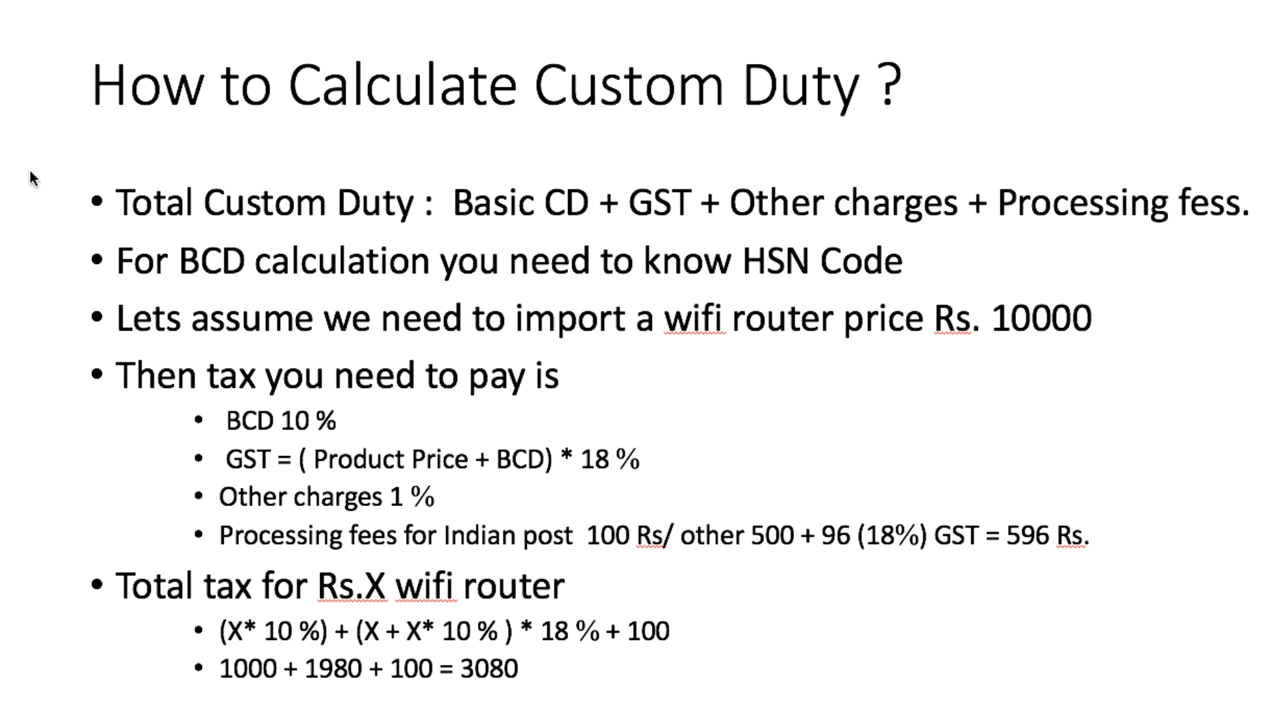 How to Calculate Custom Duty ?
• Total Custom Duty :  Basic CD + GST + Other charges + Processing fess.
• For BCD calculation you need to know HSN Code
• Lets assume we need to import a wifi router price Rs. 10000
• Then tax you need to pay is
• BCD 10 %
• GST = ( Product Price + BCD) * 18 %
• Other charges 1 %
• Processing fees for Indian post  100 Rs/ other 500 + 96 (18%) GST = 596 Rs.
• Total tax for Rs.X wifi router
• (X* 10 %) + (X + X* 10 % ) * 18 % + 100
• 1000 + 1980 + 100 = 3080